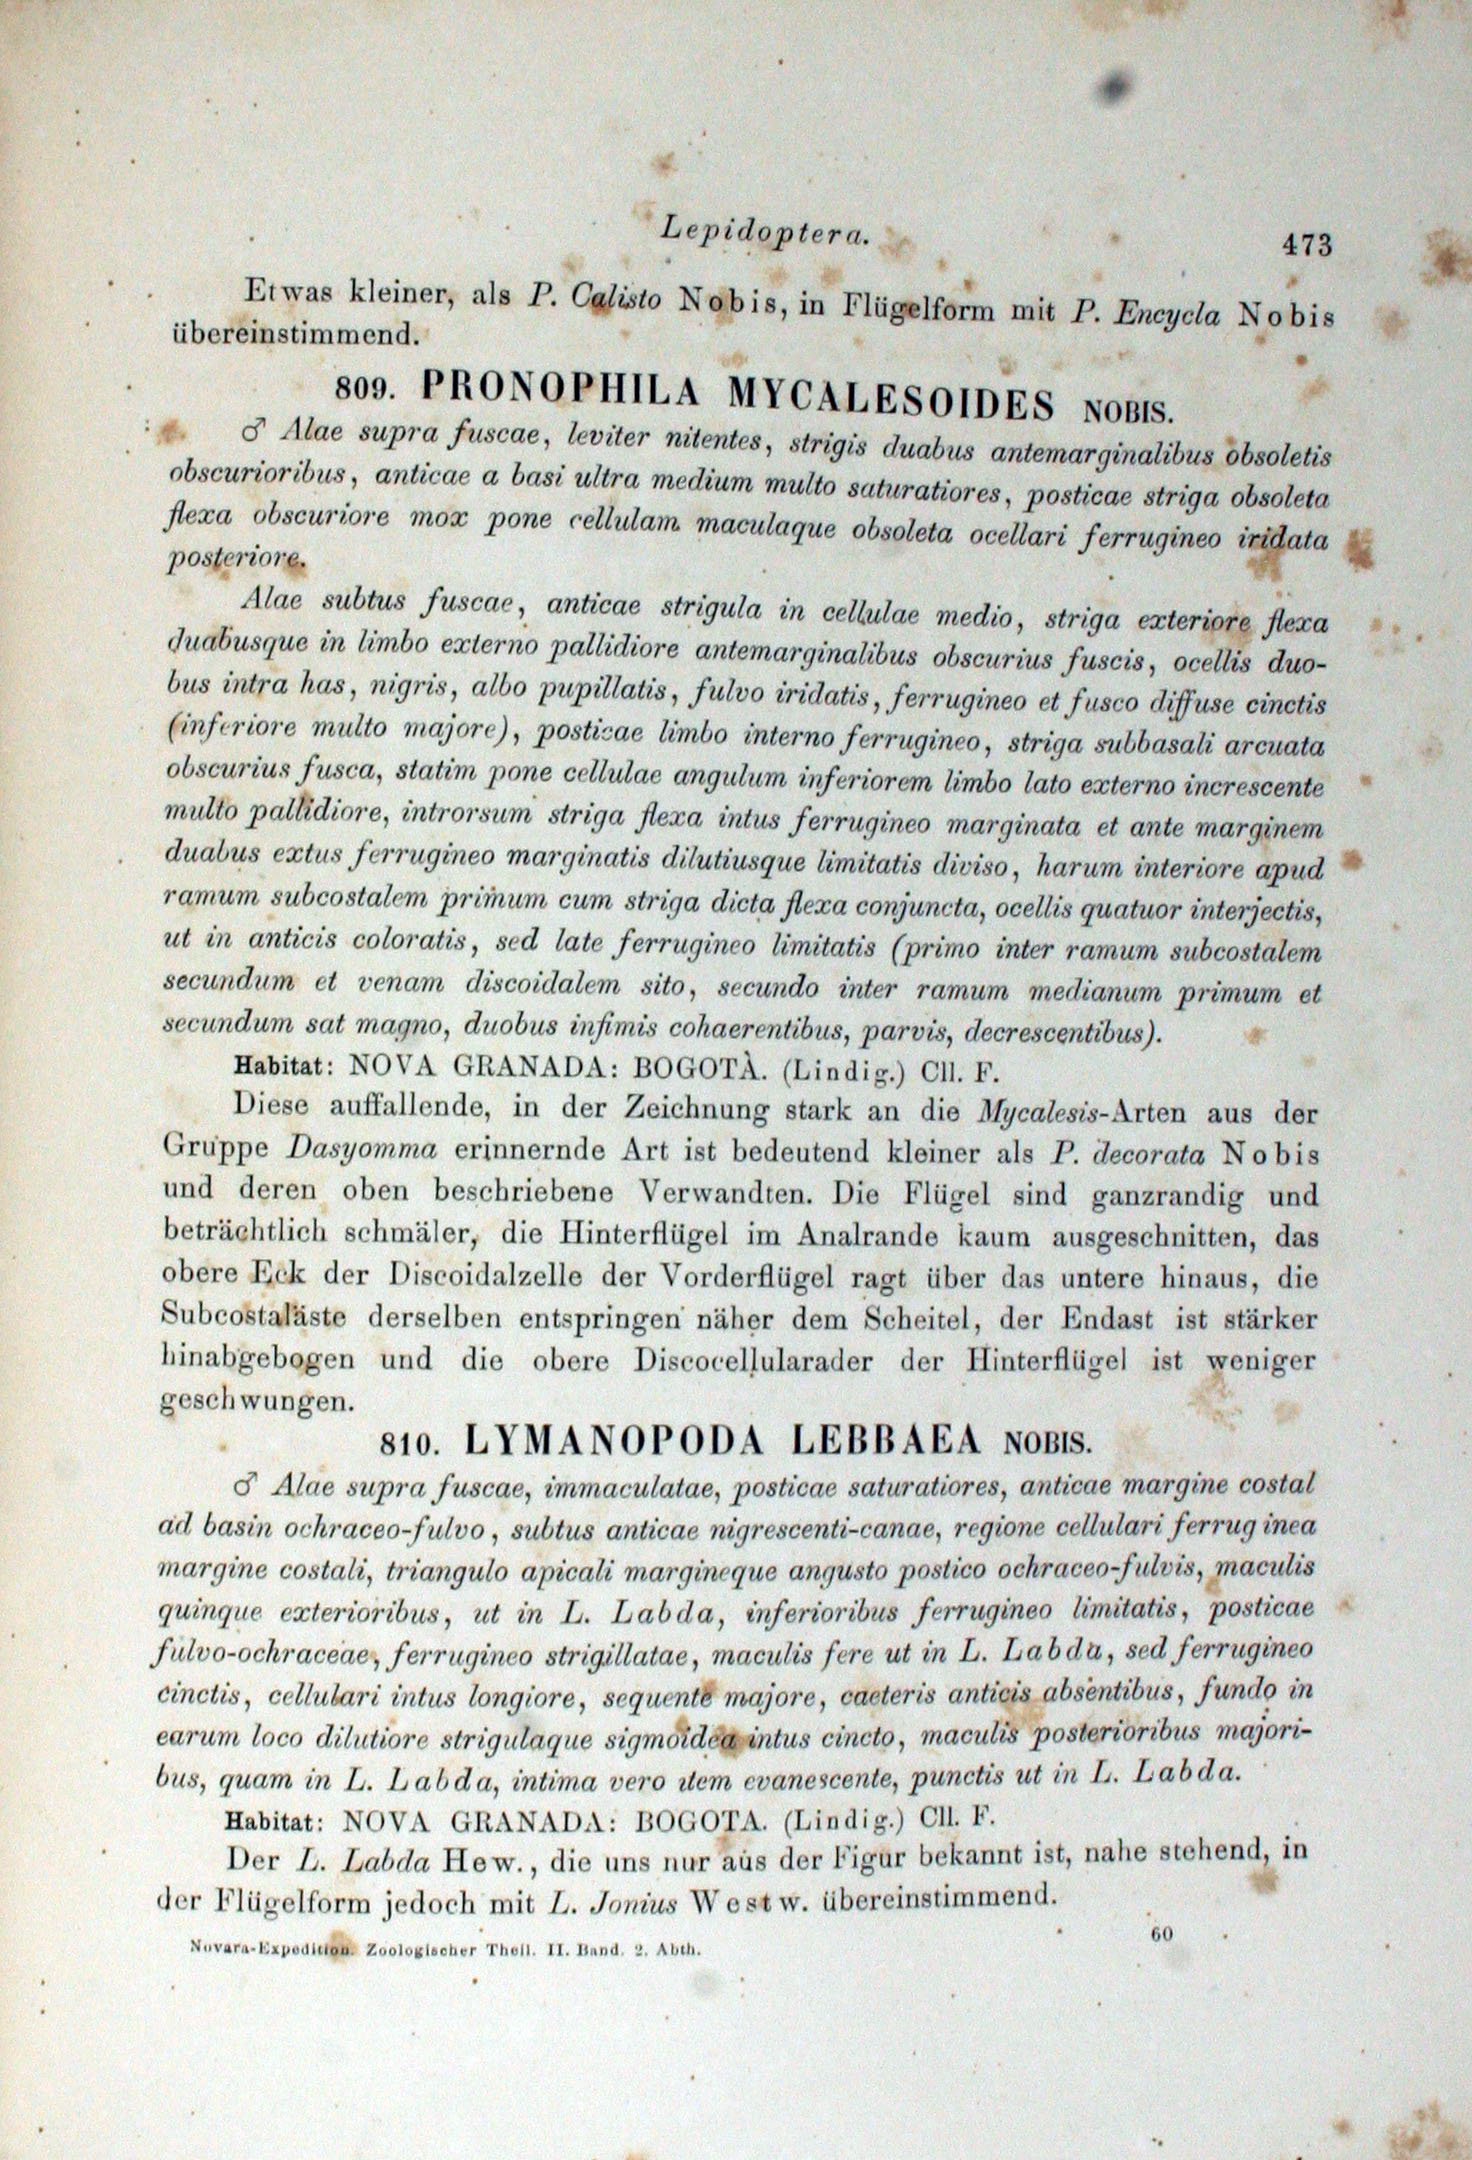 Lepidoptera.
473
Etwas kleiner, als P. Calisto Nobis, in Flügelform mit P. Encycla Nobis
übereinstimmend.
809. PRONOPHILA MYCALESOIDES NOBIS.
♂ Alae supra fuscae, leviter nitentes, strigis duabus antemarginalibus obsoletis
obscurioribus, anticae a basi ultra medium multo saturatiores, posticae striga obsoleta
flexa obscuriore mox pone cellulam maculaque obsoleta ocellari ferrugineo iridata
posteriore.
Alae subtus fuscae, anticae strigula in cellulae medio, striga exteriore flexa
duabusque in limbo externo pallidiore antemarginalibus obscurius fuscis, ocellis duo-
bus intra has, nigris, albo pupillatis, fulvo iridatis, ferrugineo et fusco diffuse cinctis
(inferiore multo majore), posticae limbo interno ferrugineo, striga subbasali arcuata
obscurius fusca, statim pone cellulae angulum inferiorem limbo lato externo increscente
multo pallidiore, introrsum striga flexa intus ferrugineo marginata et ante marginem
duabus extus ferrugineo marginatis dilutiusque limitatis diviso, harum interiore apud
ramum subcostalem primum cum striga dicta flexa conjuncta, ocellis quatuor interjectis,
ut in anticis coloratis, sed late ferrugineo limitatis (primo inter ramum subcostalem
secundum et venam discoidalem sito, secundo inter ramum medianum primum et
secundum sat magno, duobus infimis cohaerentibus, parvis, decrescentibus).
Habitat: NOVA GRANADA: BOGOTÀ. (Lindig.) Cll. F.
Diese auffallende, in der Zeichnung stark an die Mycalesis-Arten aus der
Gruppe Dasyomma erinnernde Art ist bedeutend kleiner als P. decorata Nobis
und deren oben beschriebene Verwandten. Die Flügel sind ganzrandig und
beträchtlich schmäler, die Hinterflügel im Analrande kaum ausgeschnitten, das
obere Eck der Discoidalzelle der Vorderflügel ragt über das untere hinaus, die
Subcostaläste derselben entspringen näher dem Scheitel, der Endast ist stärker
hinabgebogen und die obere Discocellularader der Hinterflügel ist weniger
geschwungen.
810. LYMANOPODA LEBBAEA NOBIS.
♂ Alae supra fuscae, immaculatae, posticae saturatiores, anticae margine costal
ad basin ochraceo-fulvo, subtus anticae nigrescenti-canae, regione cellulari ferruginea
margine costali, triangulo apicali margineque angusto postico ochraceo-fulvis, maculis
quinque exterioribus, ut in L. Labda, inferioribus ferrugineo limitatis, posticae
fulvo-ochraceae, ferrugineo strigillatae, maculis fere ut in L. Labda, sed ferrugineo
cinctis, cellulari intus longiore, sequente majore, caeteris anticis absentibus, fundo in
earum loco dilutiore strigulaque sigmoidea intus cincto, maculis posterioribus majori-
bus, quam in L. Labda, intima vero item evanescente, punctis ut in L. Labda.
Habitat: NOVA GRANADA: BOGOTA. (Lindig.) Cll. F.
Der L. Labda Hew., die uns nur aus der Figur bekannt ist, nahe stehend, in
der Flügelform jedoch mit L. Jonius Westw. übereinstimmend.
Novara-Expedition. Zoologischer Theil. II. Band. 2. Abth.
60